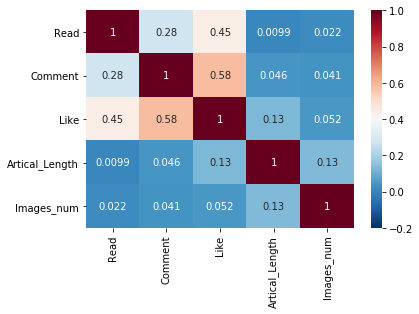 Read 1 0.28 0.45 0.0099 0.022
Comment 0.28 1 0.58 0.046 0.041
Like 0.45 0.58 1 0.13 0.052
Artical_Length 0.0099 0.046 0.13 1 0.13
Images_num 0.022 0.041 0.052 0.13 1
Read
Comment
Like
Artical_Length
Images_num
1.0
0.8
0.6
0.4
0.2
0.0
−0.2